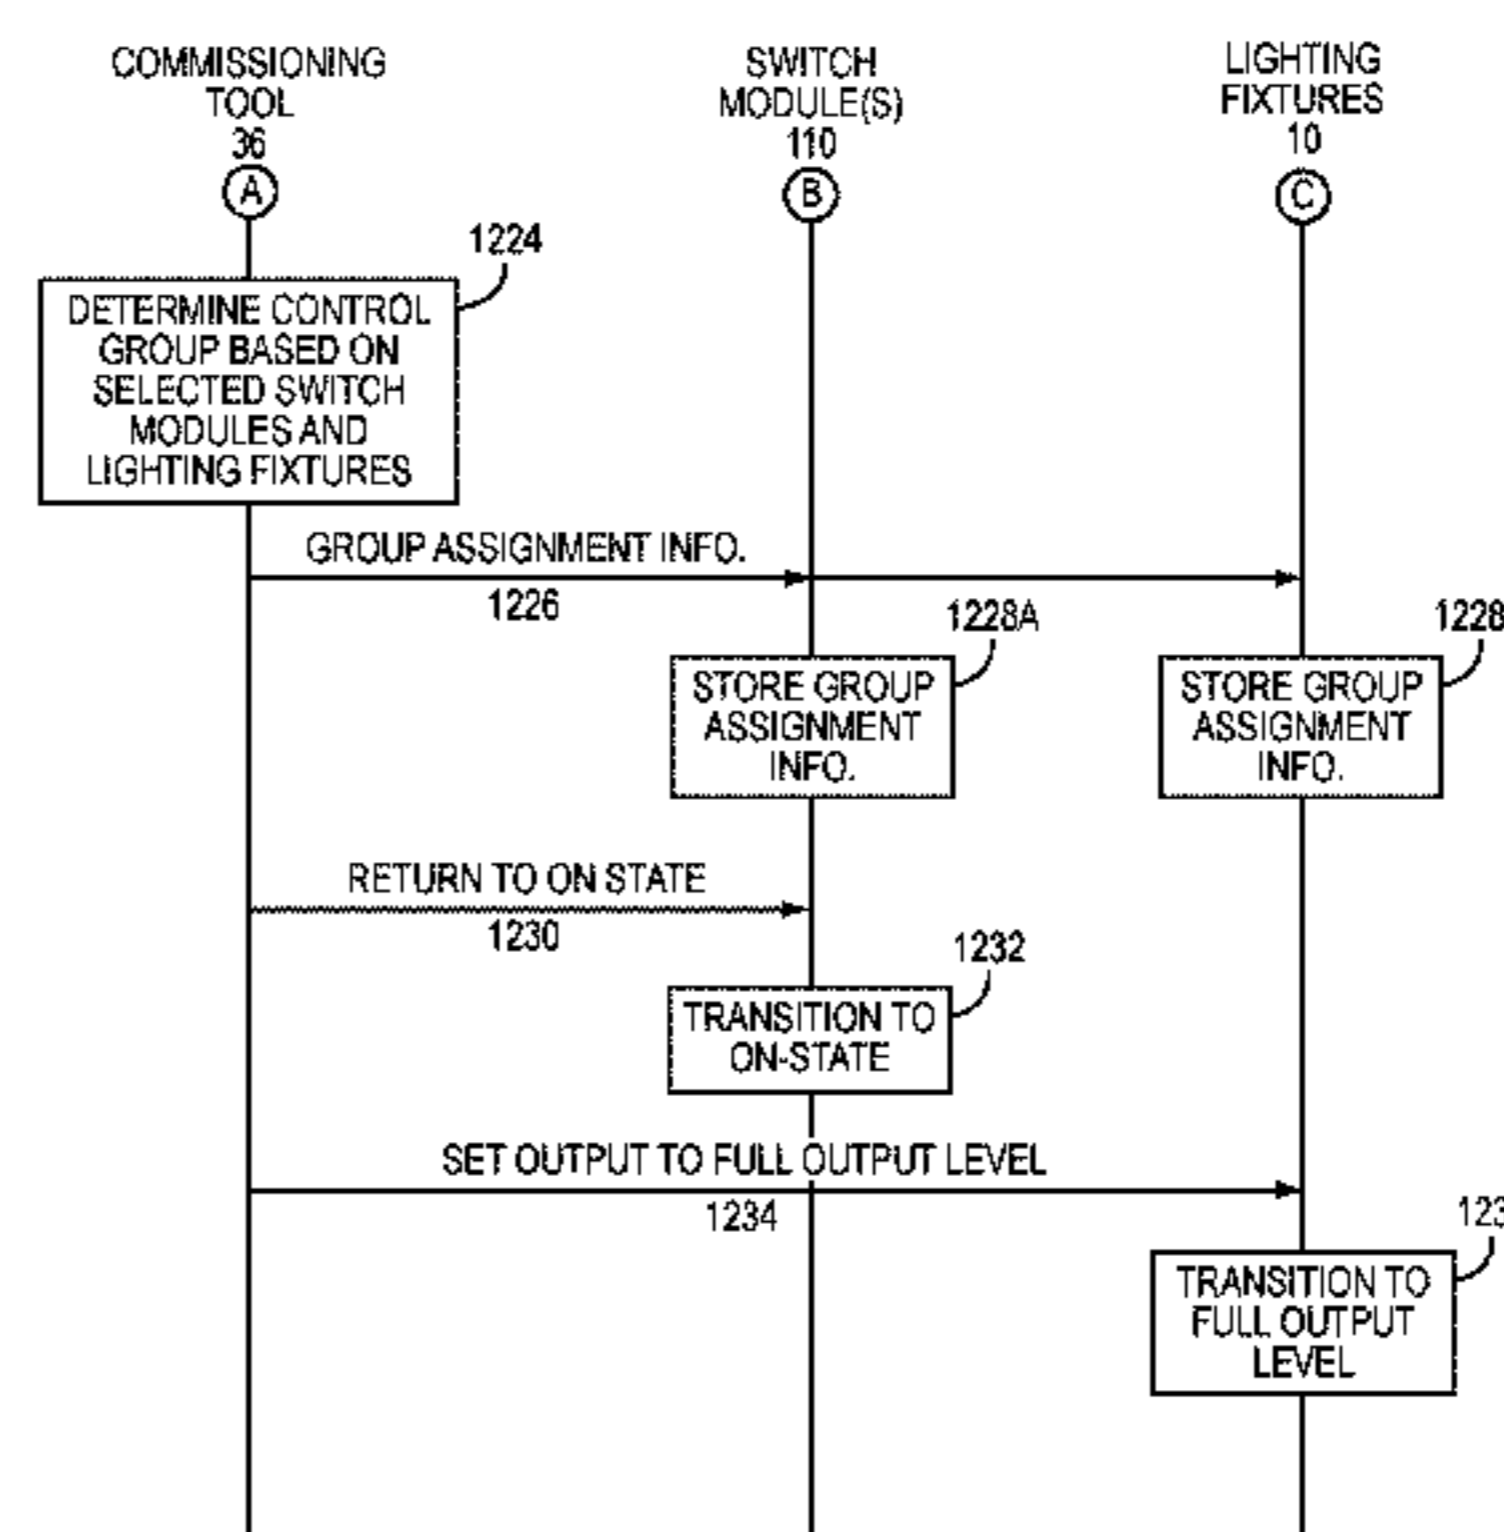 COMMISSIONING
TOOL
36
A
SWITCH
MODULE(S)
110
B
LIGHTING
FIXTURES
10
C
1224
DETERMINE CONTROL
GROUP BASED ON
SELECTED SWITCH
MODULES AND
LIGHTING FIXTURES
GROUP ASSIGNMENT INFO.
1226
1228A
STORE GROUP
ASSIGNMENT
INFO.
1228
STORE GROUP
ASSIGNMENT
INFO.
RETURN TO ON STATE
1230
1232
TRANSITION TO
ON-STATE
SET OUTPUT TO FULL OUTPUT LEVEL
1234
TRANSITION TO
FULL OUTPUT
LEVEL